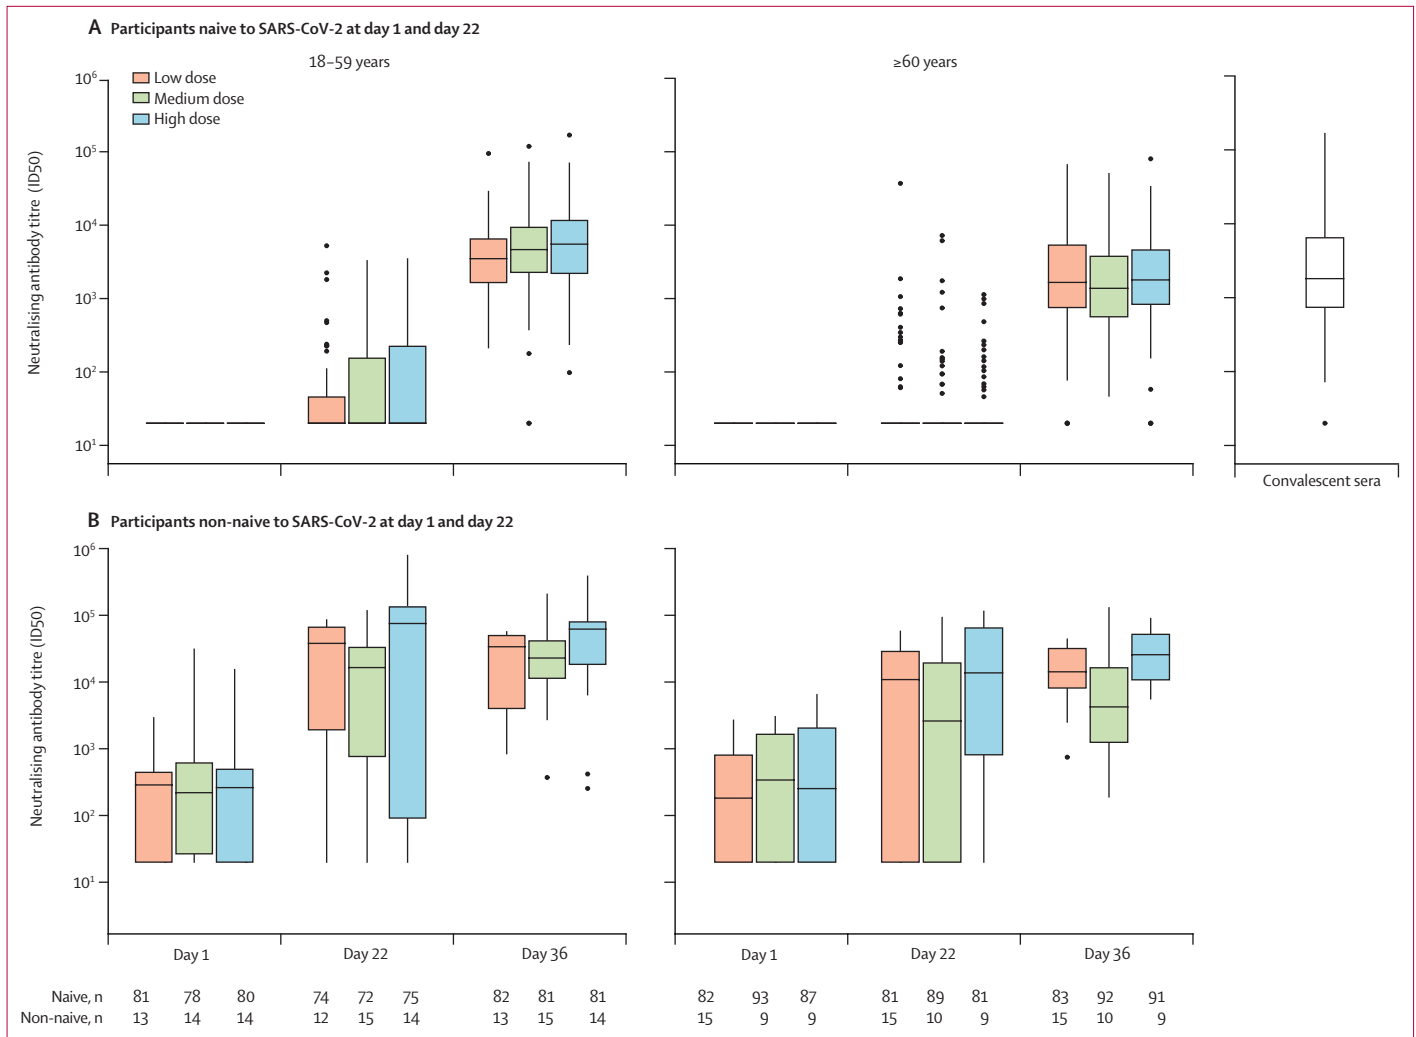 A Participants naive to SARS-CoV-2 at day 1 and day 22
18–59 years
≥60 years
Low dose
Medium dose
High dose
Neutralising antibody titre (ID50)
10⁶
10⁵
10⁴
10³
10²
10¹
Convalescent sera
B Participants non-naive to SARS-CoV-2 at day 1 and day 22
Neutralising antibody titre (ID50)
10⁶
10⁵
10⁴
10³
10²
10¹
Day 1 Day 22 Day 36 Day 1 Day 22 Day 36
Naive, n 81 78 80 74 72 75 82 81 81 82 93 87 81 89 81 83 92 91
Non-naive, n 13 14 14 12 15 14 13 15 14 15 9 9 15 10 9 15 10 9